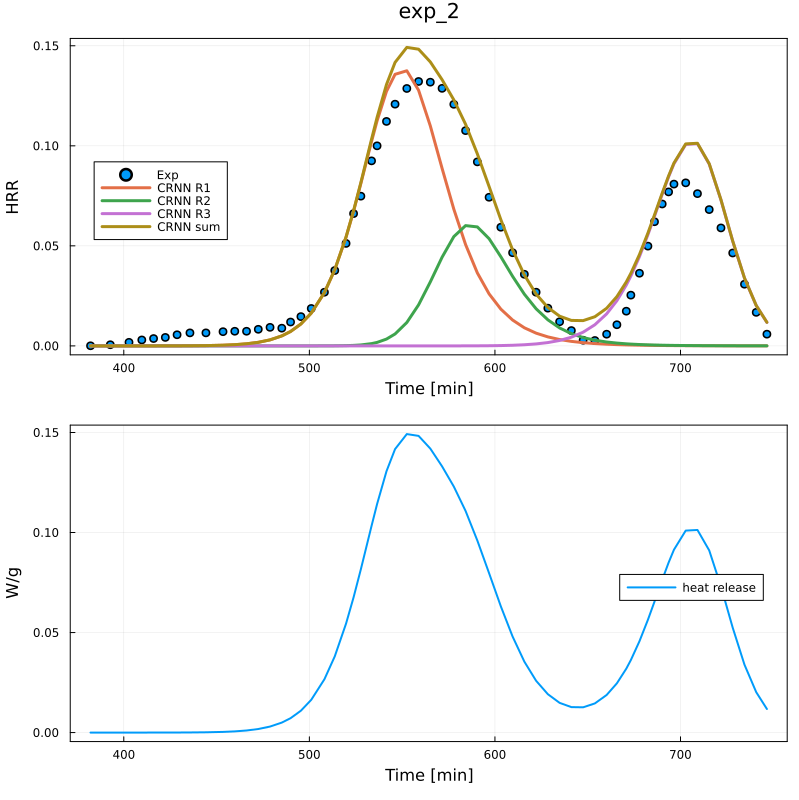 exp_2
0.15
0.10
0.05
0.00
HRR
Exp
CRNN R1
CRNN R2
CRNN R3
CRNN sum
400 500 600 700
Time [min]
0.15
0.10
0.05
0.00
W/g
heat release
400 500 600 700
Time [min]